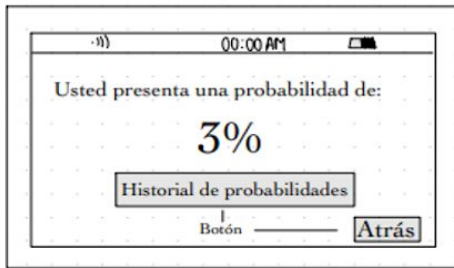 00:00 AM
Usted presenta una probabilidad de:
3%
Historial de probabilidades
Botón
Atrás